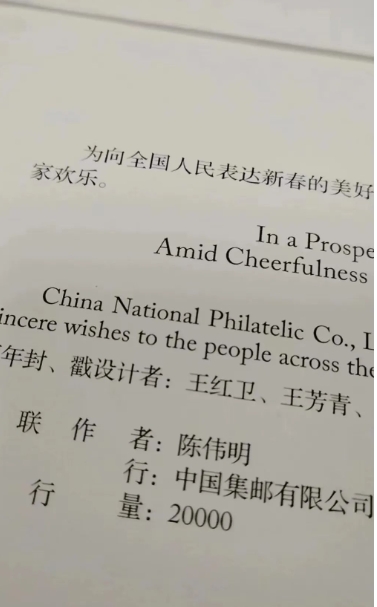 为向全国人民表达新春的美好
家欢乐。
In a Prospe
Amid Cheerfulness
China National Philatelic Co., L
incere wishes to the people across the
年封、戳设计者：王红卫、王芳青、
联 作 者：陈伟明
行：中国集邮有限公司
行 量：20000